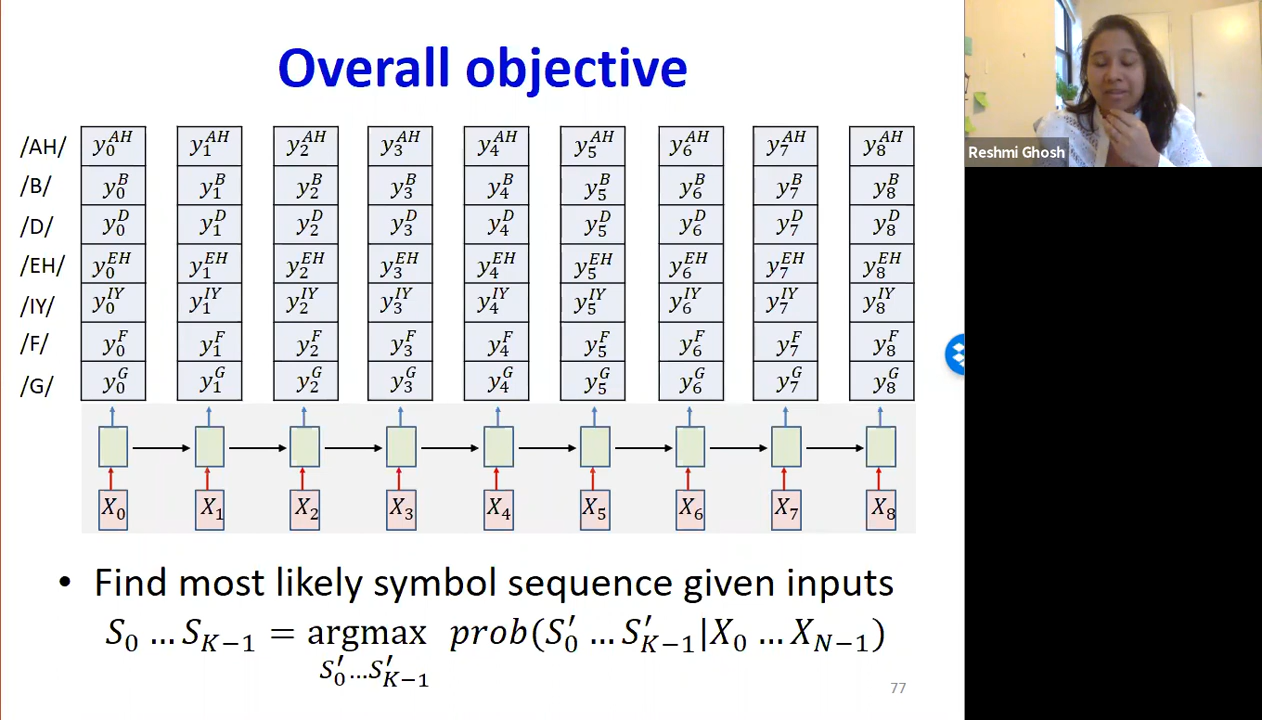 Overall objective
/AH/ y_0^{AH} y_1^{AH} y_2^{AH} y_3^{AH} y_4^{AH} y_5^{AH} y_6^{AH} y_7^{AH} y_8^{AH}
/B/ y_0^B y_1^B y_2^B y_3^B y_4^B y_5^B y_6^B y_7^B y_8^B
/D/ y_0^D y_1^D y_2^D y_3^D y_4^D y_5^D y_6^D y_7^D y_8^D
/EH/ y_0^{EH} y_1^{EH} y_2^{EH} y_3^{EH} y_4^{EH} y_5^{EH} y_6^{EH} y_7^{EH} y_8^{EH}
/IY/ y_0^{IY} y_1^{IY} y_2^{IY} y_3^{IY} y_4^{IY} y_5^{IY} y_6^{IY} y_7^{IY} y_8^{IY}
/F/ y_0^F y_1^F y_2^F y_3^F y_4^F y_5^F y_6^F y_7^F y_8^F
/G/ y_0^G y_1^G y_2^G y_3^G y_4^G y_5^G y_6^G y_7^G y_8^G
X_0 X_1 X_2 X_3 X_4 X_5 X_6 X_7 X_8
• Find most likely symbol sequence given inputs
S_0 … S_{K-1} = argmax prob(S'_0 … S'_{K-1}|X_0 … X_{N-1})
S'_0…S'_{K-1}
77
Reshmi Ghosh